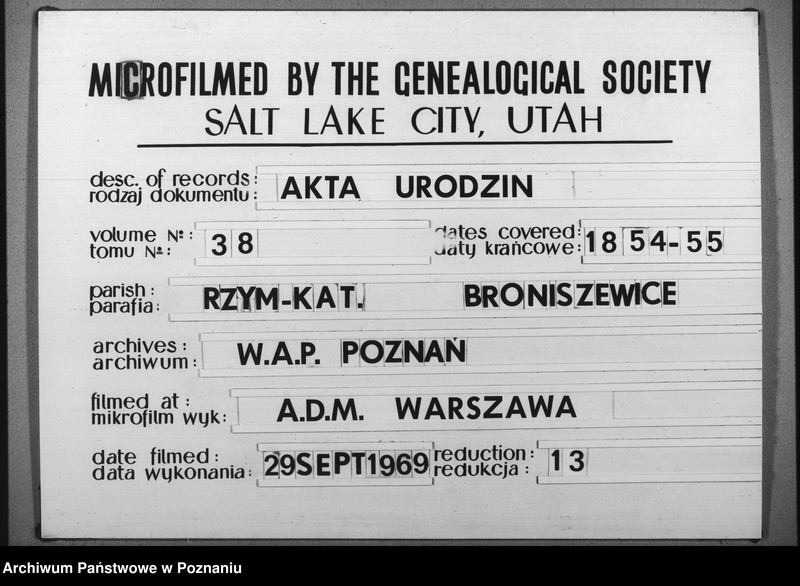 MICROFILMED BY THE GENEALOGICAL SOCIETY
SALT LAKE CITY, UTAH
desc. of records: AKTA URODZIN
rodzaj dokumentu:
volume No: 38 dates covered: 1854-55
tomu No: daty krańcowe:
parish: RZYM-KAT. BRONISZEWICE
parafia:
archives: W.A.P. POZNAŃ
archiwum:
filmed at: A.D.M. WARSZAWA
mikrofilm wyk:
date filmed: 29SEPT1969 reduction: 13
data wykonania: redukcja:
Archiwum Państwowe w Poznaniu